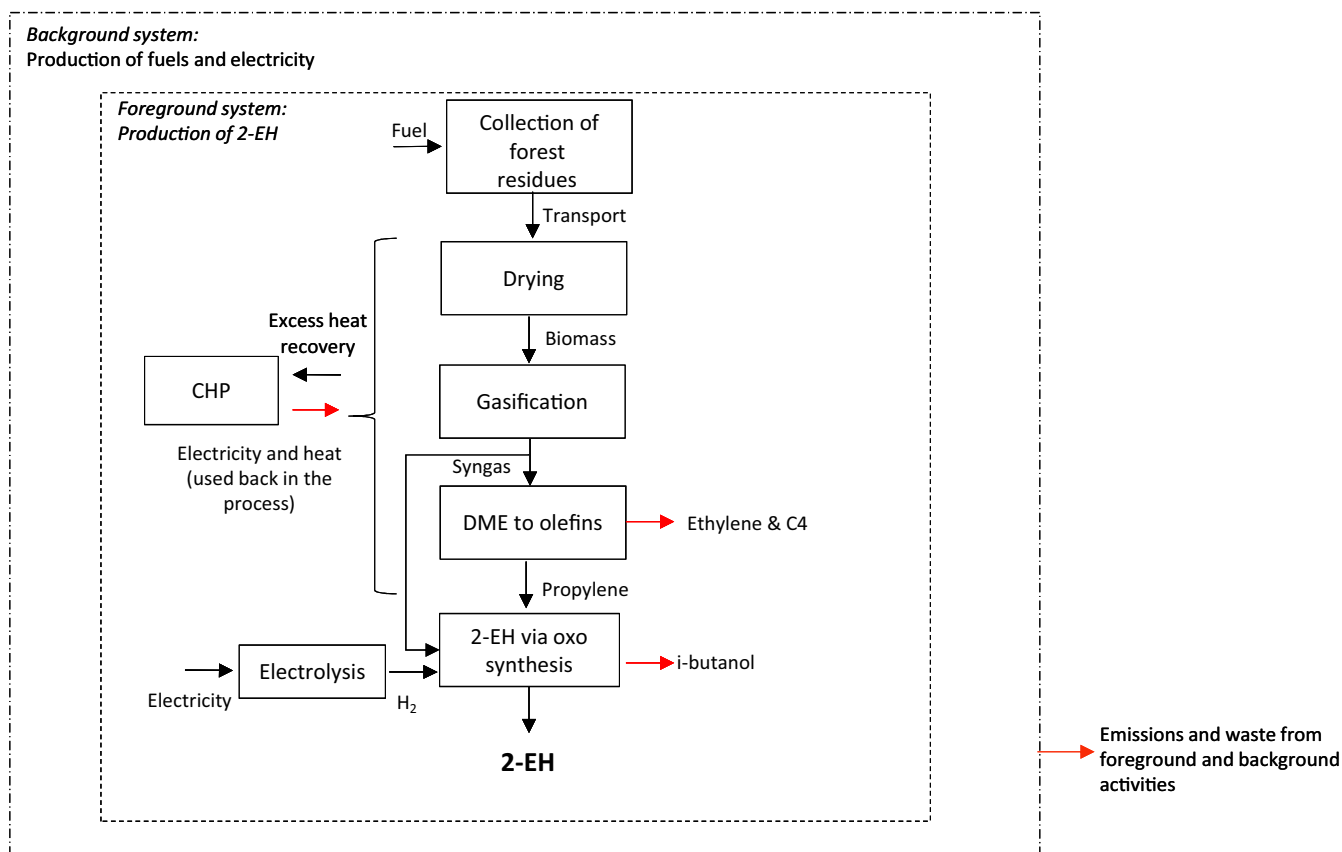 Background system:
Production of fuels and electricity
Foreground system:
Production of 2-EH
Fuel
Collection of
forest
residues
Transport
Drying
Biomass
Excess heat
recovery
CHP
Gasification
Electricity and heat
(used back in the
process)
Syngas
DME to olefins
Ethylene & C4
Propylene
2-EH via oxo
synthesis
i-butanol
Electrolysis
Electricity
H₂
2-EH
Emissions and waste from
foreground and background
activities